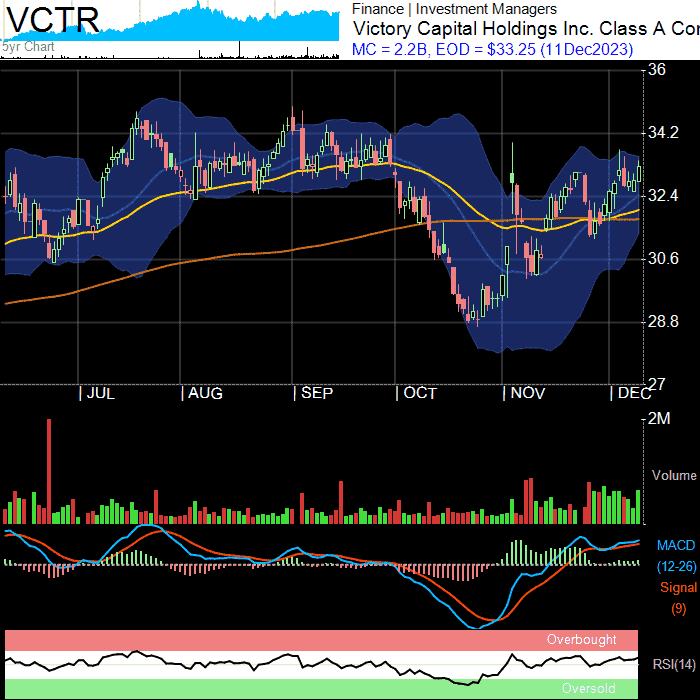 VCTR
5yr Chart
Finance | Investment Managers
Victory Capital Holdings Inc. Class A Cor
MC = 2.2B, EOD = $33.25 (11Dec2023)
36
34.2
32.4
30.6
28.8
27
|JUL |AUG |SEP |OCT |NOV |DEC
2M
Volume
MACD
(12-26)
Signal
(9)
Overbought
RSI(14)
Oversold